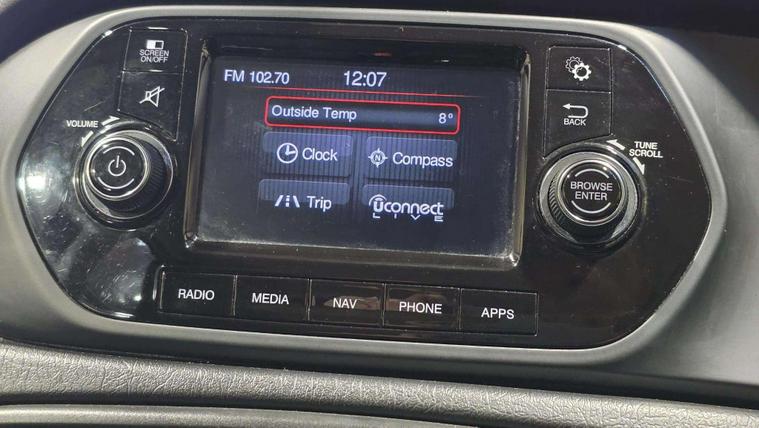 SCREEN
ON/OFF
FM 102.70 12:07
BACK
VOLUME
Outside Temp 8°
TUNE
SCROLL
Clock
N Compass
BROWSE
ENTER
Trip
uconnect
LIVE
RADIO MEDIA NAV PHONE APPS